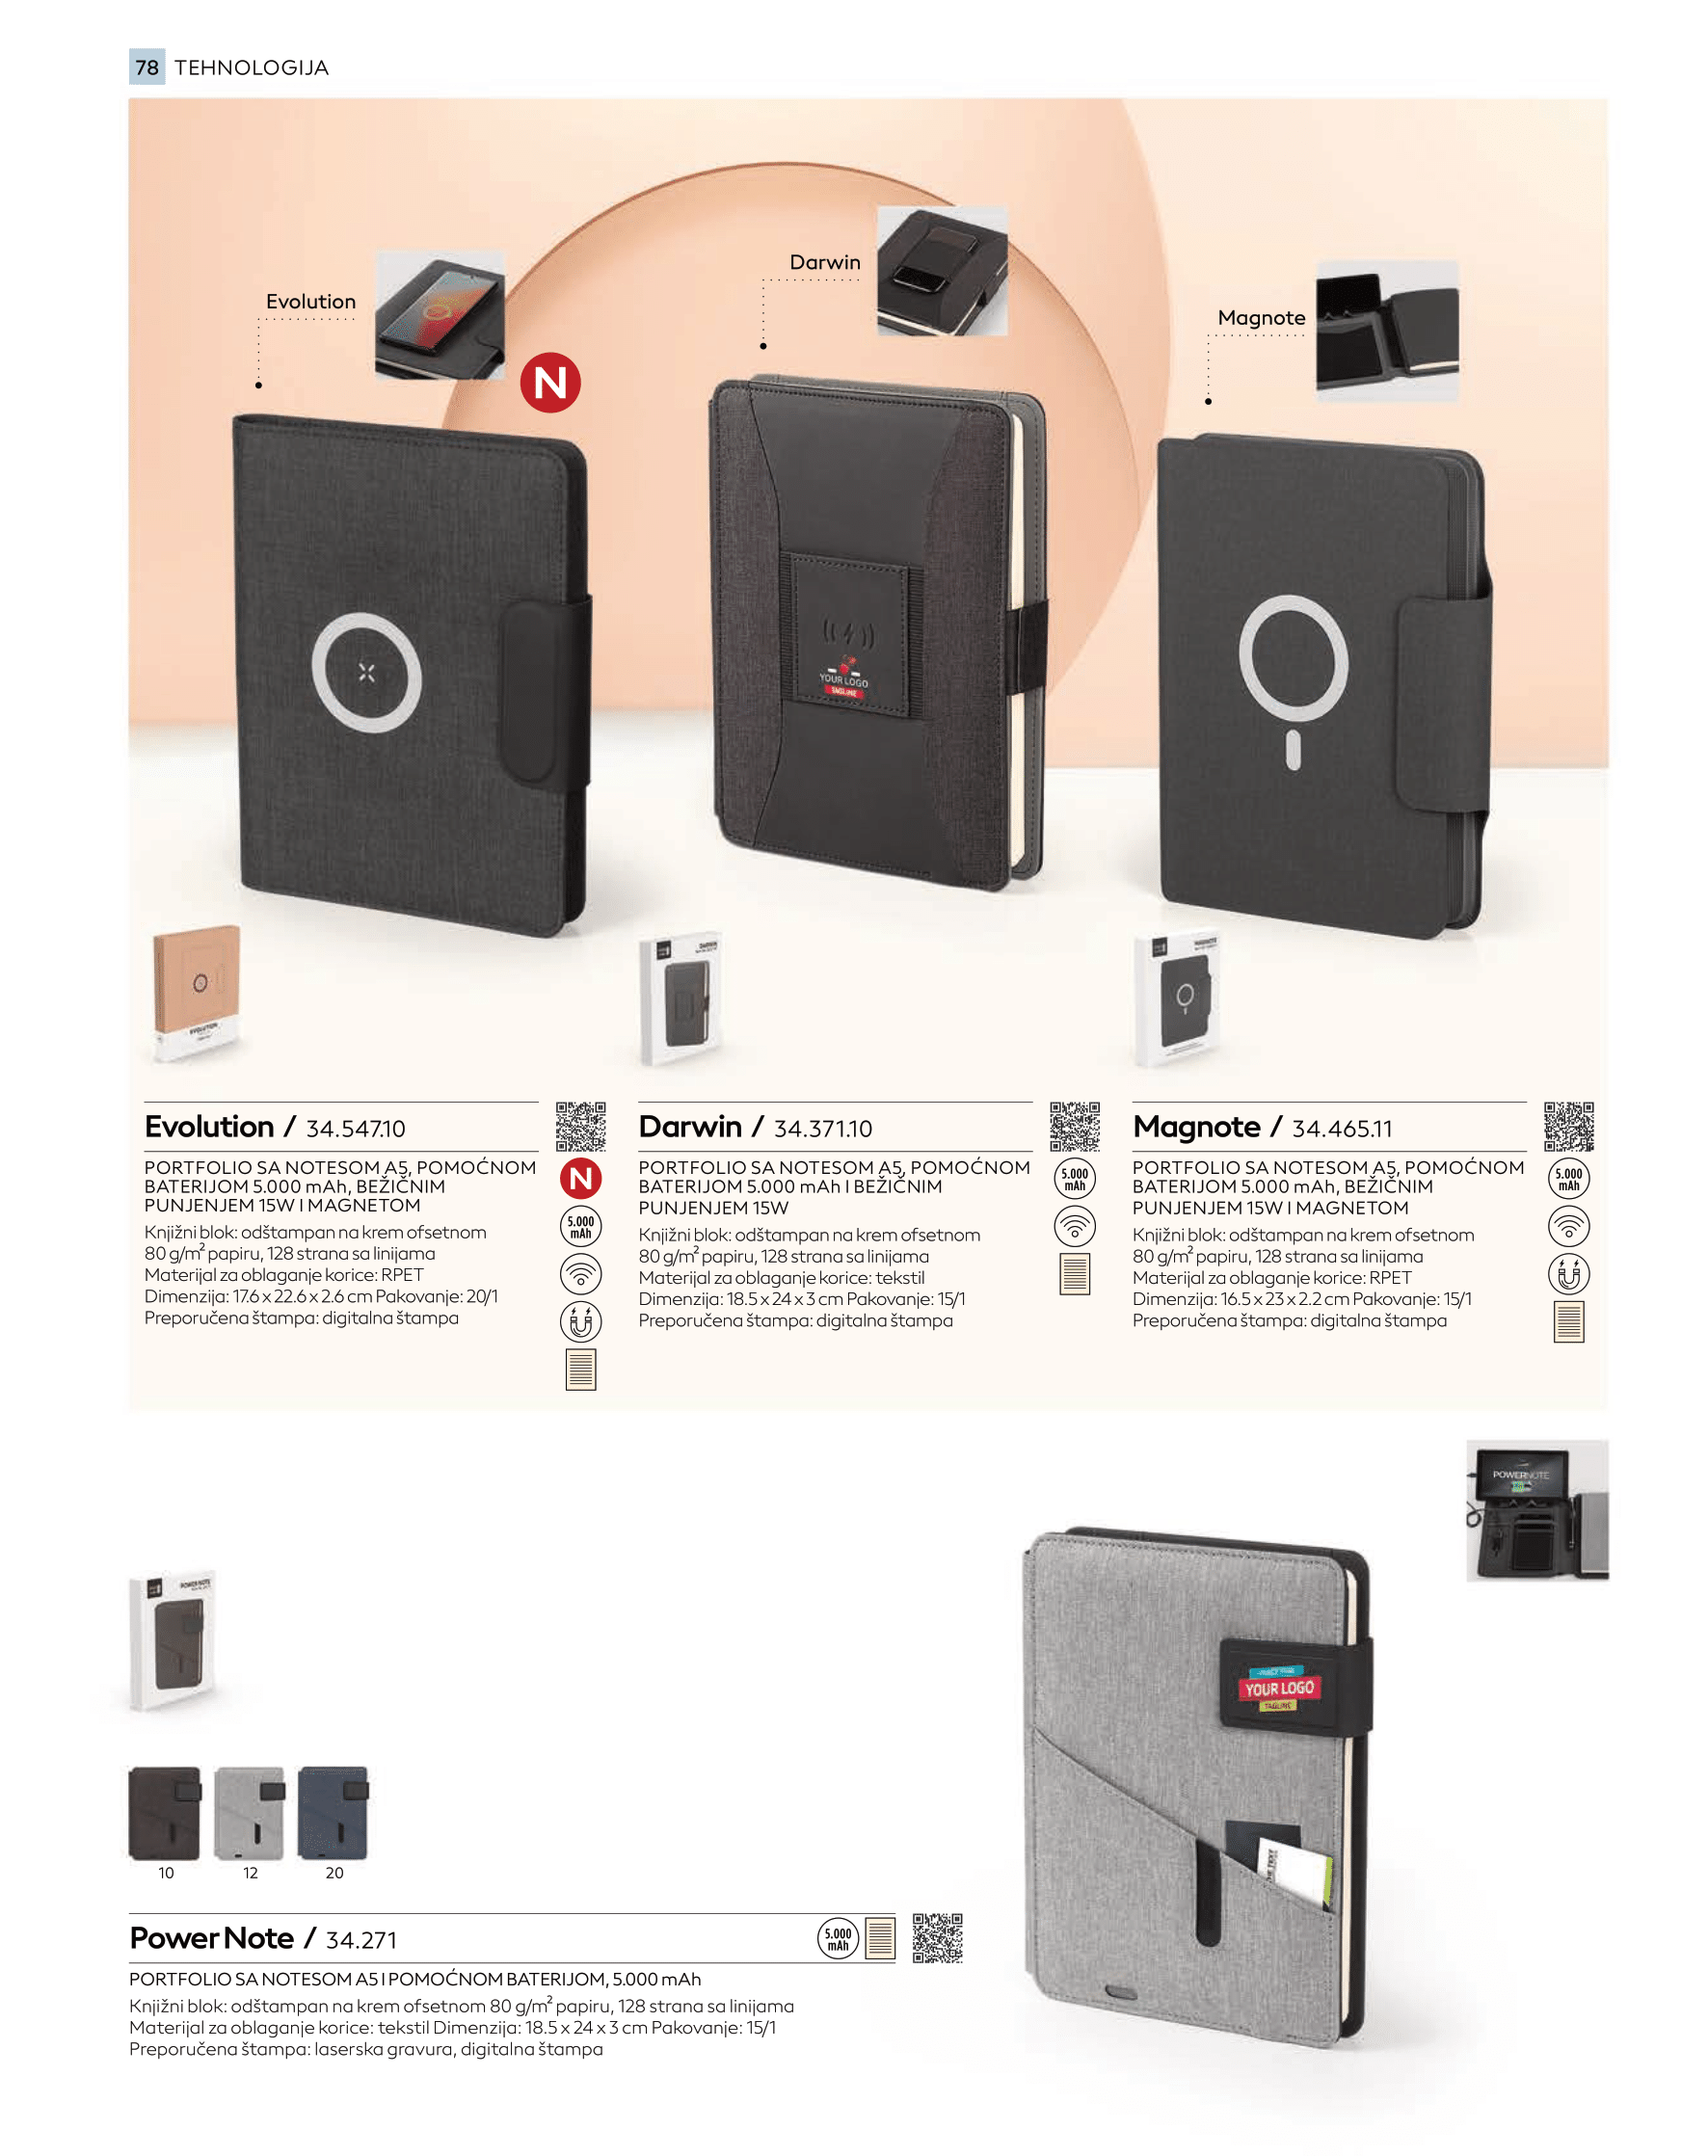 78 TEHNOLOGIJA
Evolution
Darwin
Magnote
N
YOUR LOGO
TAGLINE
EVOLUTION
DARWIN
MAGNOTE
Evolution / 34.547.10
PORTFOLIO SA NOTESOM A5, POMOĆNOM
BATERIJOM 5.000 mAh, BEŽIČNIM
PUNJENJEM 15W I MAGNETOM
Knjižni blok: odštampan na krem ofsetnom
80 g/m² papiru, 128 strana sa linijama
Materijal za oblaganje korice: RPET
Dimenzija: 17.6 x 22.6 x 2.6 cm Pakovanje: 20/1
Preporučena štampa: digitalna štampa
N
5.000
mAh
Darwin / 34.371.10
PORTFOLIO SA NOTESOM A5, POMOĆNOM
BATERIJOM 5.000 mAh I BEŽIČNIM
PUNJENJEM 15W
Knjižni blok: odštampan na krem ofsetnom
80 g/m² papiru, 128 strana sa linijama
Materijal za oblaganje korice: tekstil
Dimenzija: 18.5 x 24 x 3 cm Pakovanje: 15/1
Preporučena štampa: digitalna štampa
5.000
mAh
Magnote / 34.465.11
PORTFOLIO SA NOTESOM A5, POMOĆNOM
BATERIJOM 5.000 mAh, BEŽIČNIM
PUNJENJEM 15W I MAGNETOM
Knjižni blok: odštampan na krem ofsetnom
80 g/m² papiru, 128 strana sa linijama
Materijal za oblaganje korice: RPET
Dimenzija: 16.5 x 23 x 2.2 cm Pakovanje: 15/1
Preporučena štampa: digitalna štampa
5.000
mAh
POWERNOTE
POWER NOTE
YOUR LOGO
TAGLINE
10
12
20
Power Note / 34.271
5.000
mAh
PORTFOLIO SA NOTESOM A5 I POMOĆNOM BATERIJOM, 5.000 mAh
Knjižni blok: odštampan na krem ofsetnom 80 g/m² papiru, 128 strana sa linijama
Materijal za oblaganje korice: tekstil Dimenzija: 18.5 x 24 x 3 cm Pakovanje: 15/1
Preporučena štampa: laserska gravura, digitalna štampa